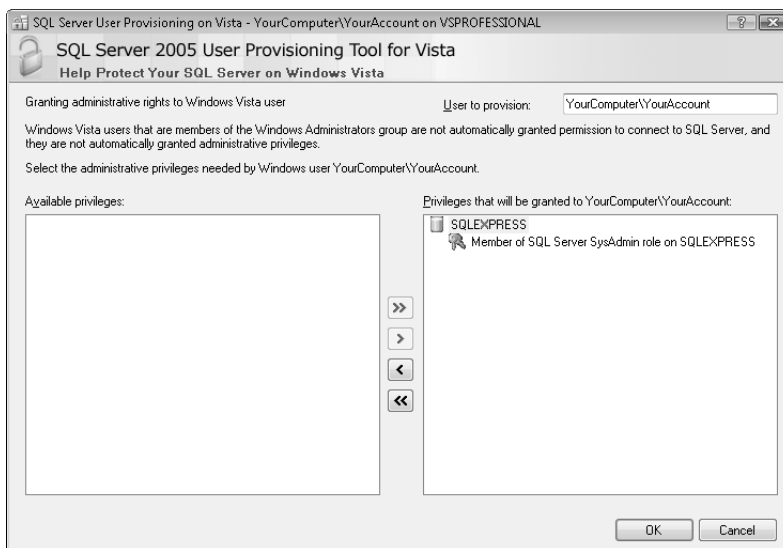 SQL Server User Provisioning on Vista - YourComputer\YourAccount on VSPROFESSIONAL
SQL Server 2005 User Provisioning Tool for Vista
Help Protect Your SQL Server on Windows Vista
Granting administrative rights to Windows Vista user
User to provision:
YourComputer\YourAccount
Windows Vista users that are members of the Windows Administrators group are not automatically granted permission to connect to SQL Server, and
they are not automatically granted administrative privileges.
Select the administrative privileges needed by Windows user YourComputer\YourAccount.
Available privileges:
Privileges that will be granted to YourComputer\YourAccount:
SQLEXPRESS
Member of SQL Server SysAdmin role on SQLEXPRESS
>>
>
<
<<
OK
Cancel